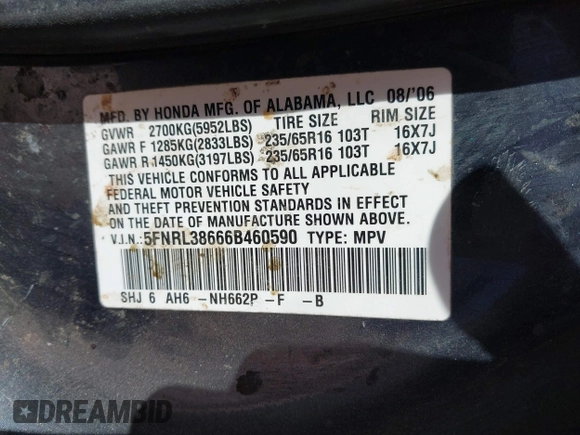 MFD. BY HONDA MFG. OF ALABAMA, LLC 08/'06
GVWR 2700KG(5952LBS) TIRE SIZE RIM SIZE
GAWR F 1285KG(2833LBS) 235/65R16 103T 16X7J
GAWR R 1450KG(3197LBS) 235/65R16 103T 16X7J
THIS VEHICLE CONFORMS TO ALL APPLICABLE
FEDERAL MOTOR VEHICLE SAFETY
AND THEFT PREVENTION STANDARDS IN EFFECT
ON THE DATE OF MANUFACTURE SHOWN ABOVE.
V.I.N.:5FNRL38666B460590 TYPE: MPV
SHJ 6 AH6 -NH662P -F -B
DREAMBID